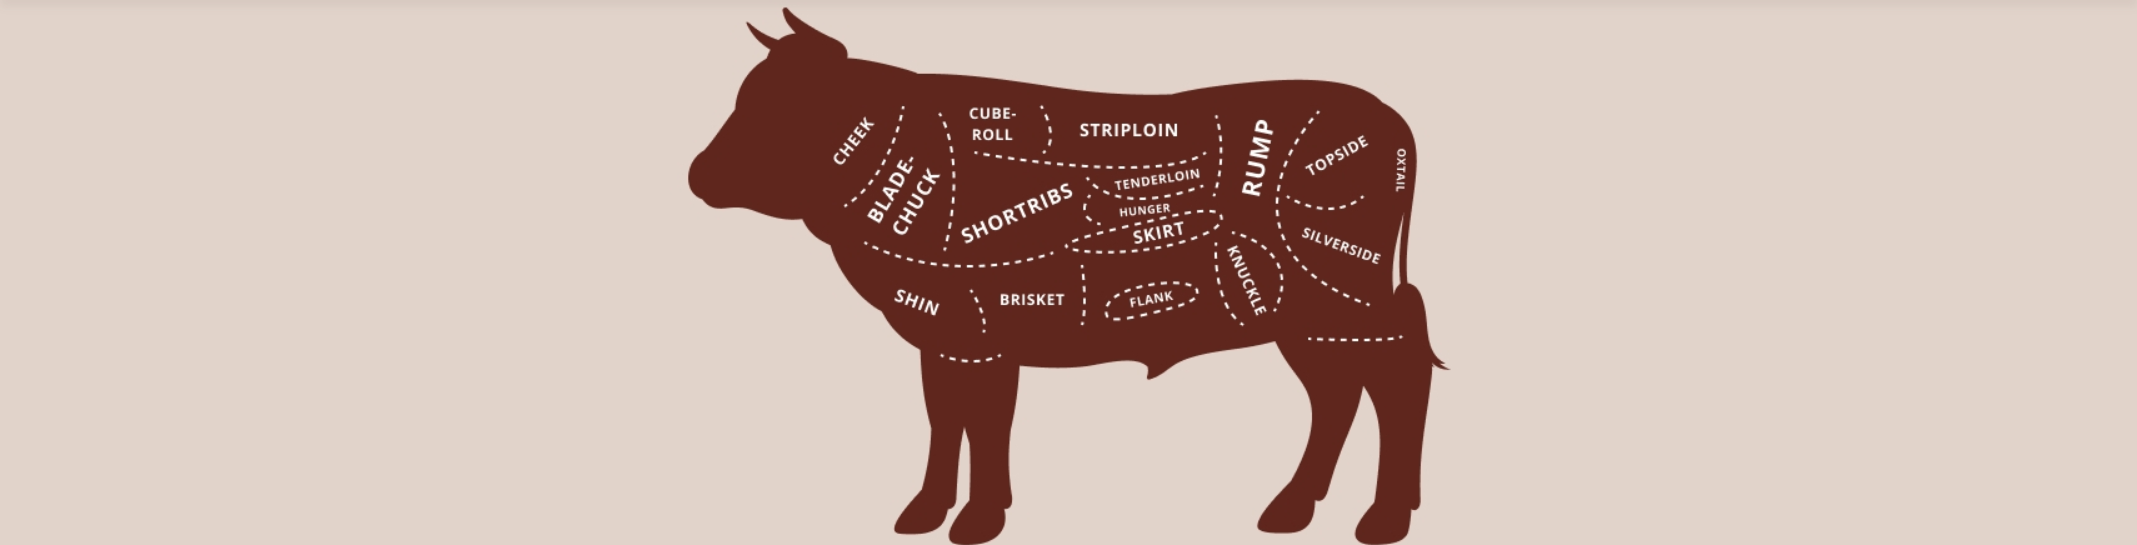 CHEEK
BLADE-
CHUCK
CUBE-
ROLL
STRIPLOIN
SHORTRIBS
TENDERLOIN
HUNGER
SKIRT
RUMP
TOPSIDE
OXTAIL
SILVERSIDE
KNUCKLE
SHIN
BRISKET
FLANK